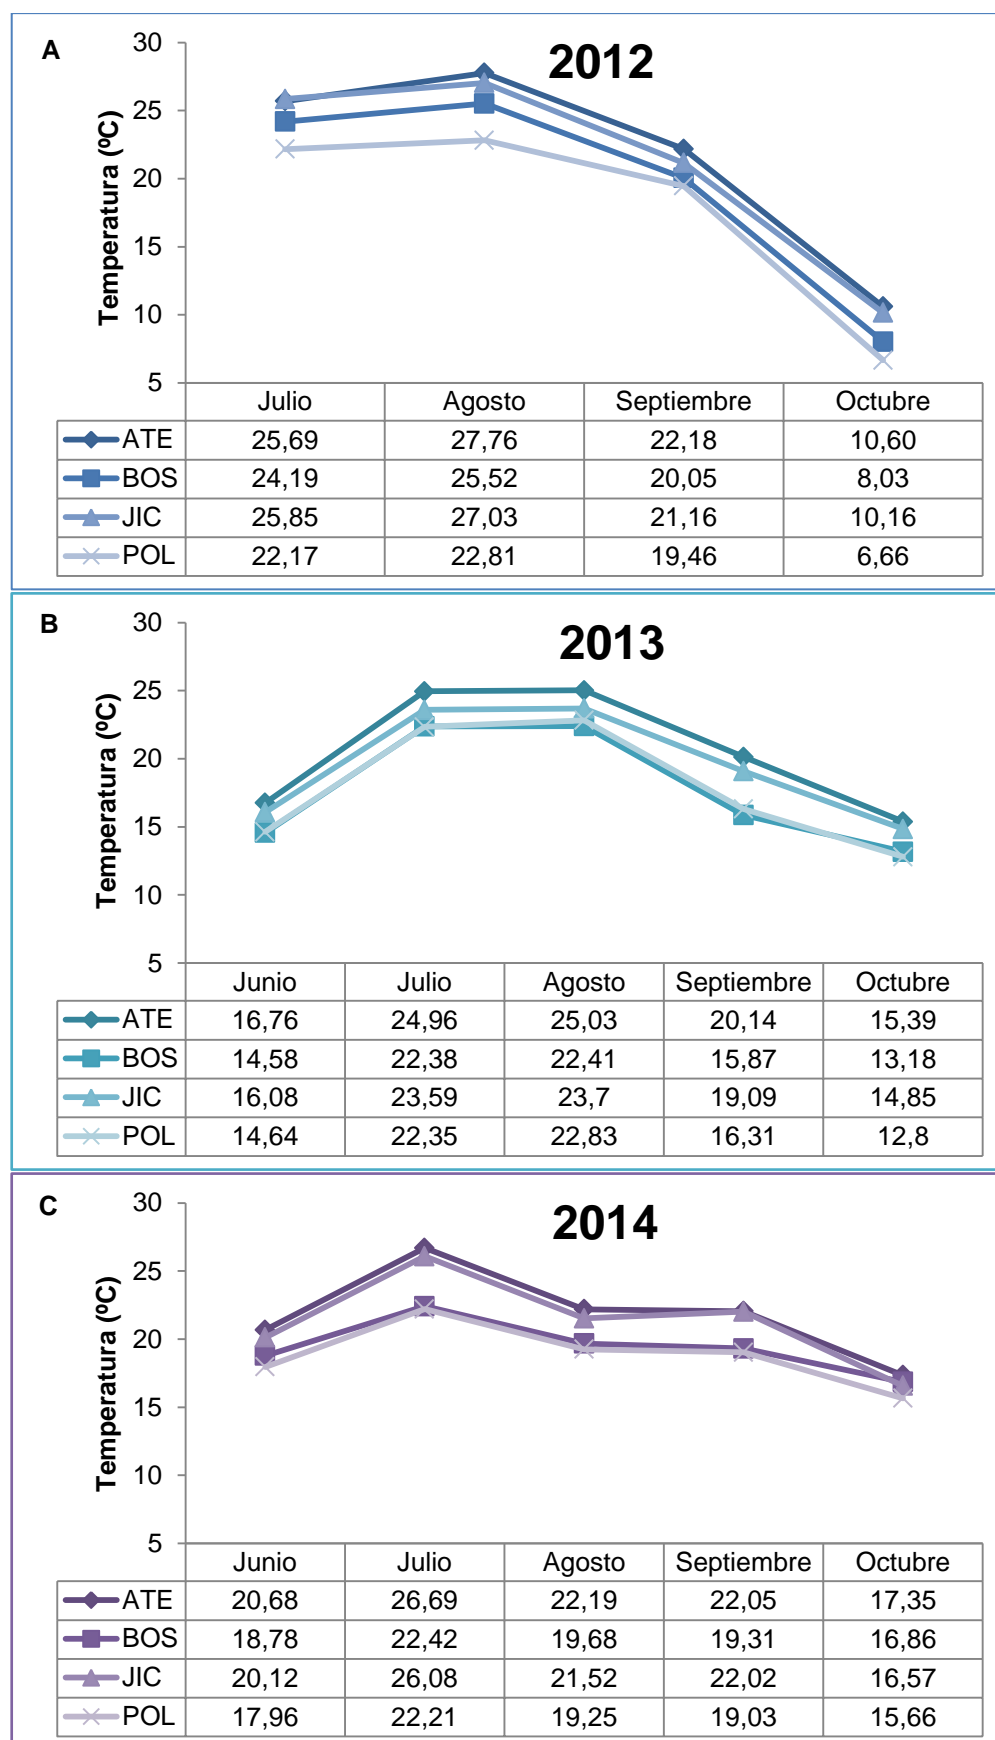 A
2012
Temperatura (ºC)
30
25
20
15
10
5
Julio Agosto Septiembre Octubre
ATE 25,69 27,76 22,18 10,60
BOS 24,19 25,52 20,05 8,03
JIC 25,85 27,03 21,16 10,16
POL 22,17 22,81 19,46 6,66
B
2013
Temperatura (ºC)
30
25
20
15
10
5
Junio Julio Agosto Septiembre Octubre
ATE 16,76 24,96 25,03 20,14 15,39
BOS 14,58 22,38 22,41 15,87 13,18
JIC 16,08 23,59 23,7 19,09 14,85
POL 14,64 22,35 22,83 16,31 12,8
C
2014
Temperatura (ºC)
30
25
20
15
10
5
Junio Julio Agosto Septiembre Octubre
ATE 20,68 26,69 22,19 22,05 17,35
BOS 18,78 22,42 19,68 19,31 16,86
JIC 20,12 26,08 21,52 22,02 16,57
POL 17,96 22,21 19,25 19,03 15,66